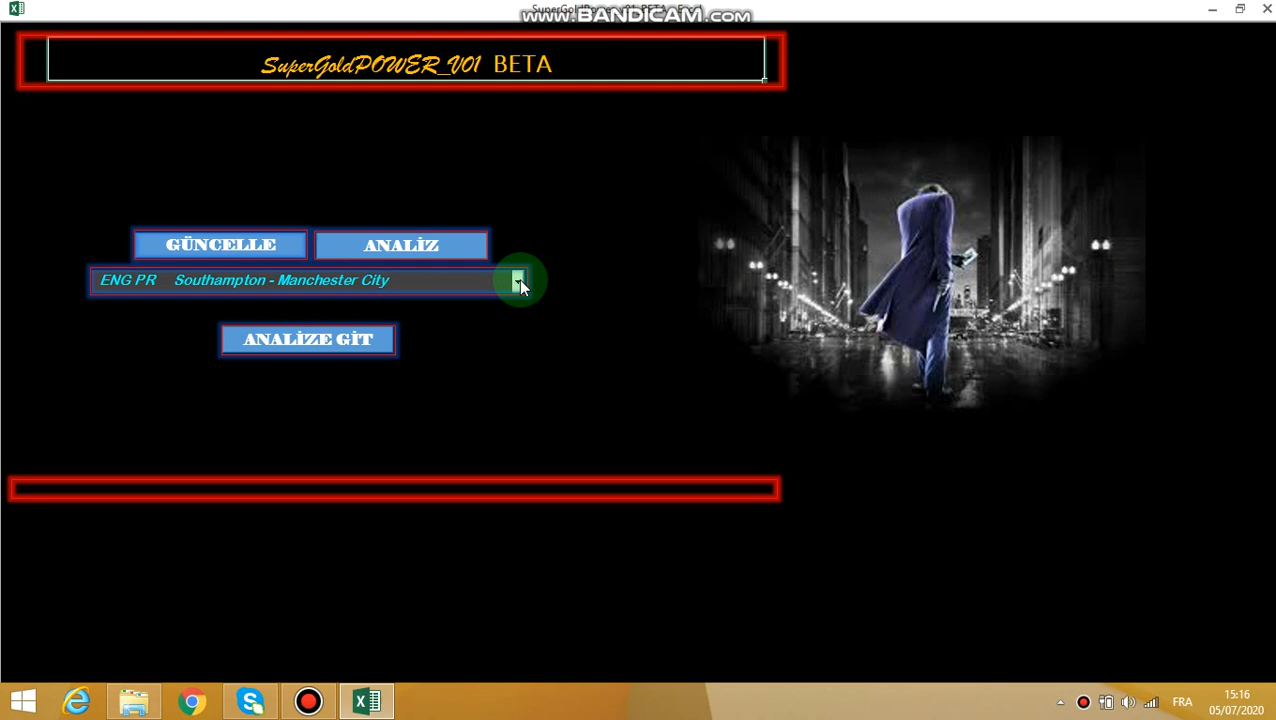 www.BANDICAM.com
SuperGoldPOWER_V01 BETA
GÜNCELLE
ANALİZ
ENG PR Southampton - Manchester City
ANALİZE GİT
FRA
15:16
05/07/2020